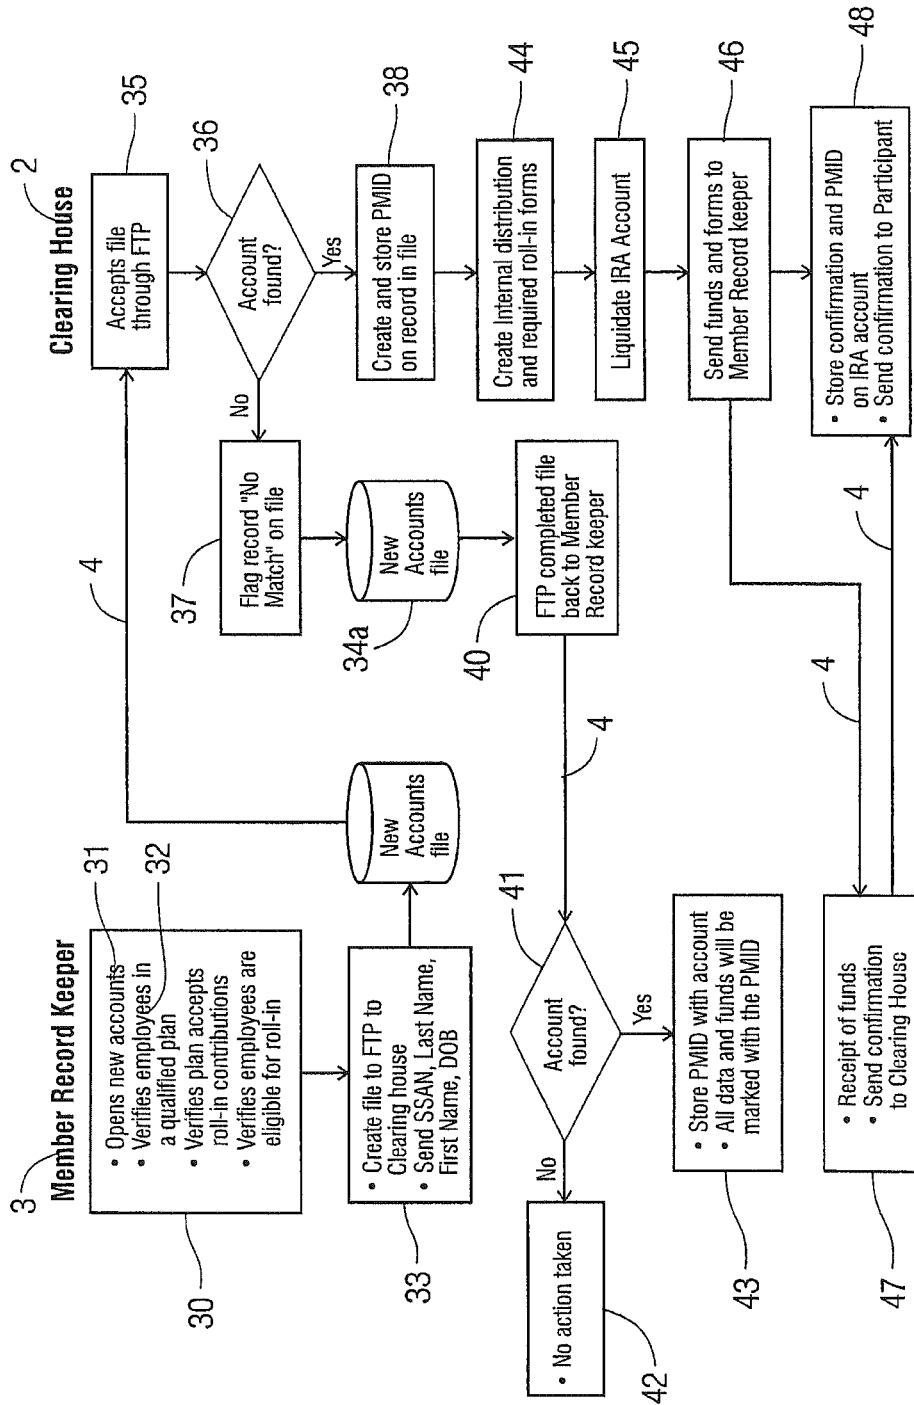 3
Member Record Keeper
31
32
• Opens new accounts
• Verifies employees in
a qualified plan
• Verifies plan accepts
roll-in contributions
• Verifies employees are
eligible for roll-in
30
• Create file to FTP to
Clearing house
• Send SSAN, Last Name,
First Name, DOB
33
New
Accounts
file
4
2
Clearing House
35
Accepts file
through FTP
36
Account
found?
No
Yes
Flag record "No
Match" on file
37
New
Accounts
file
34a
FTP completed file
back to Member
Record keeper
40
4
Create and store PMID
on record in file
38
Create Internal distribution
and required roll-in forms
44
Liquidate IRA Account
45
Send funds and forms to
Member Record keeper
46
4
41
Account
found?
No
Yes
• No action taken
42
• Store PMID with account
• All data and funds will be
marked with the PMID
43
• Receipt of funds
• Send confirmation
to Clearing House
47
4
• Store confirmation and PMID
on IRA account
• Send confirmation to Participant
48